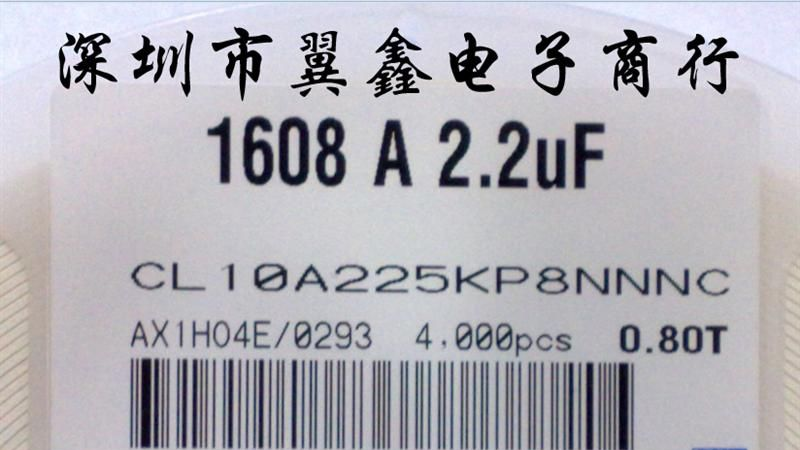 深圳市翼鑫电子商行
1608 A 2.2uF
CL10A225KP8NNNC
AX1H04E/0293 4,000pcs 0.80T